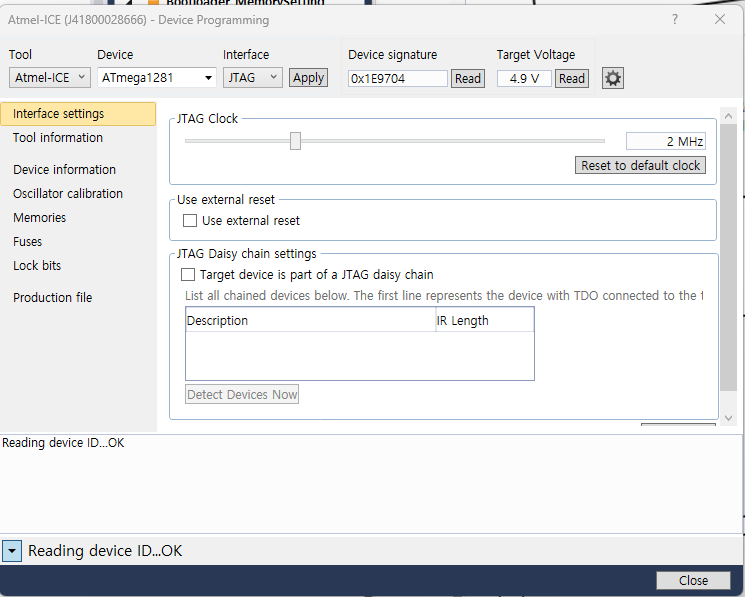 Bootloader_MemorySetting
Atmel-ICE (J41800028666) - Device Programming
?
Tool Device Interface Device signature Target Voltage
Atmel-ICE ATmega1281 JTAG Apply 0x1E9704 Read 4.9 V Read
Interface settings
Tool information
Device information
Oscillator calibration
Memories
Fuses
Lock bits
Production file
JTAG Clock
2 MHz
Reset to default clock
Use external reset
Use external reset
JTAG Daisy chain settings
Target device is part of a JTAG daisy chain
List all chained devices below. The first line represents the device with TDO connected to the t
Description IR Length
Detect Devices Now
Reading device ID...OK
Reading device ID...OK
Close